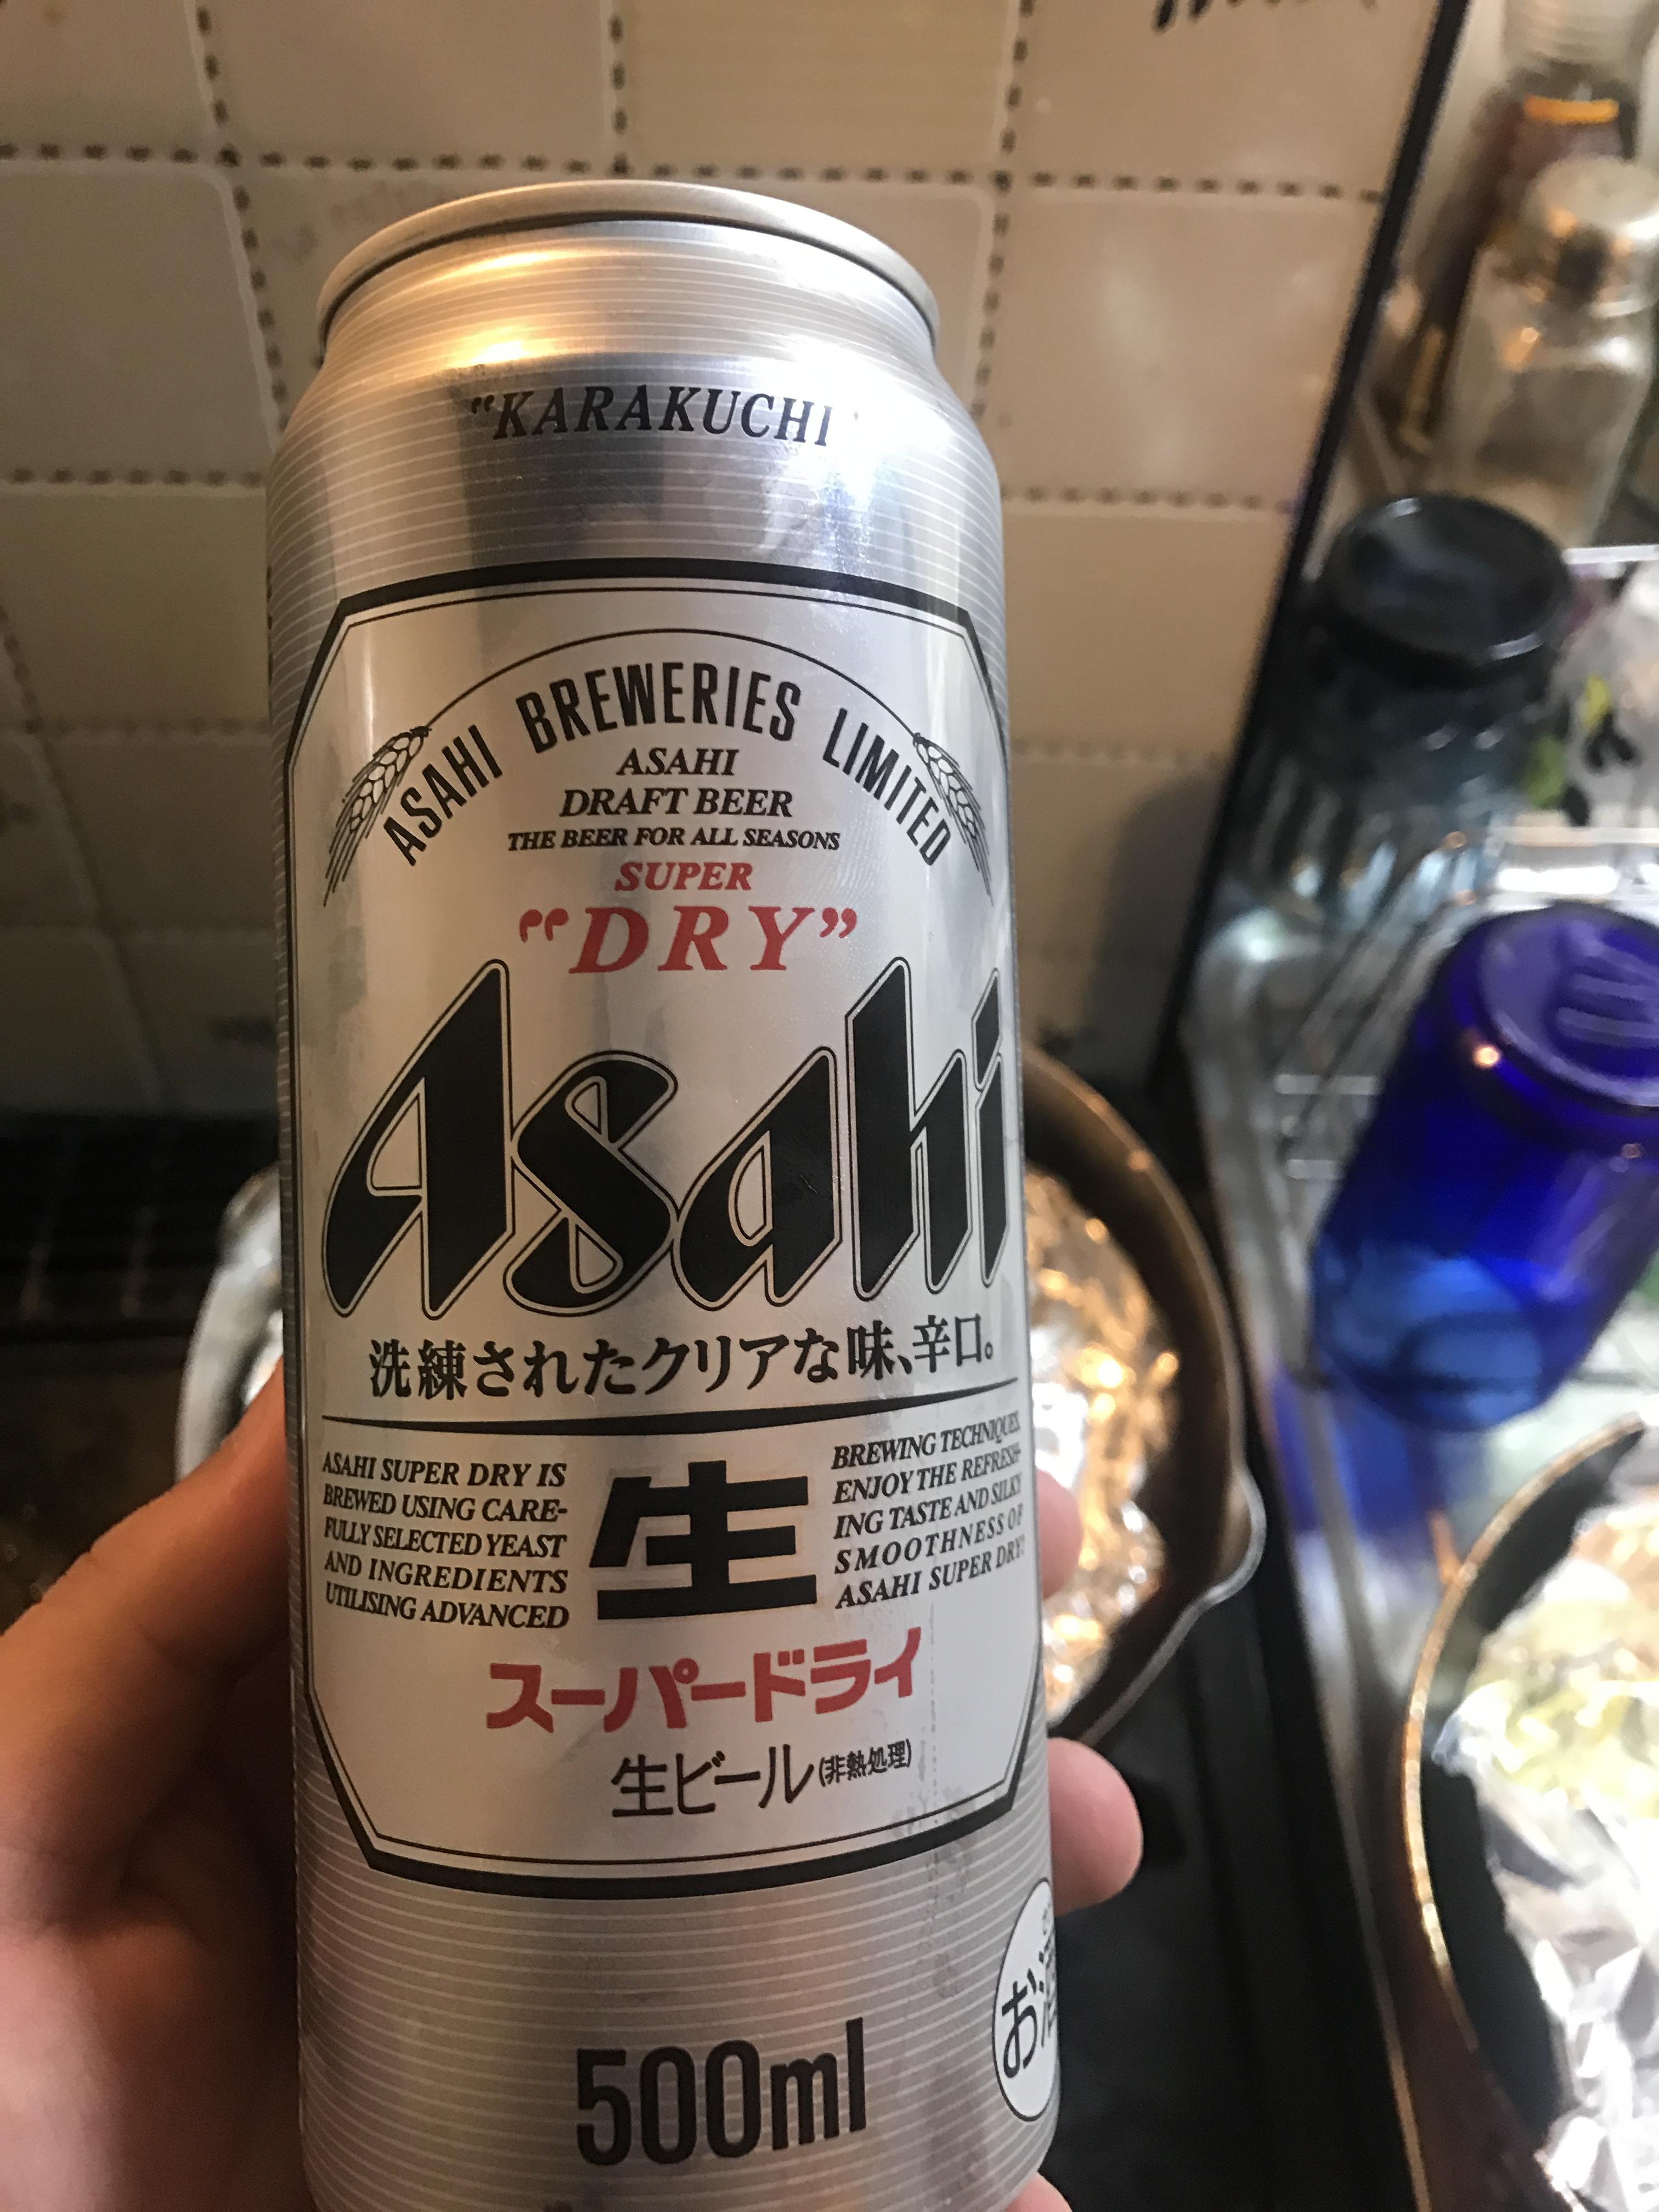 "KARAKUCHI
ASAHI BREWERIES LIMITED
ASAHI
DRAFT BEER
THE BEER FOR ALL SEASONS
SUPER
"DRY"
Asahi
洗練されたクリアな味、辛口。
ASAHI SUPER DRY IS
BREWED USING CARE-
FULLY SELECTED YEAST
AND INGREDIENTS
UTILISING ADVANCED
生
BREWING TECHNIQUES.
ENJOY THE REFRESH-
ING TASTE AND SILKY
SMOOTHNESS OF
ASAHI SUPER DRY!
スーパードライ
生ビール(非熱処理)
500ml
お酒